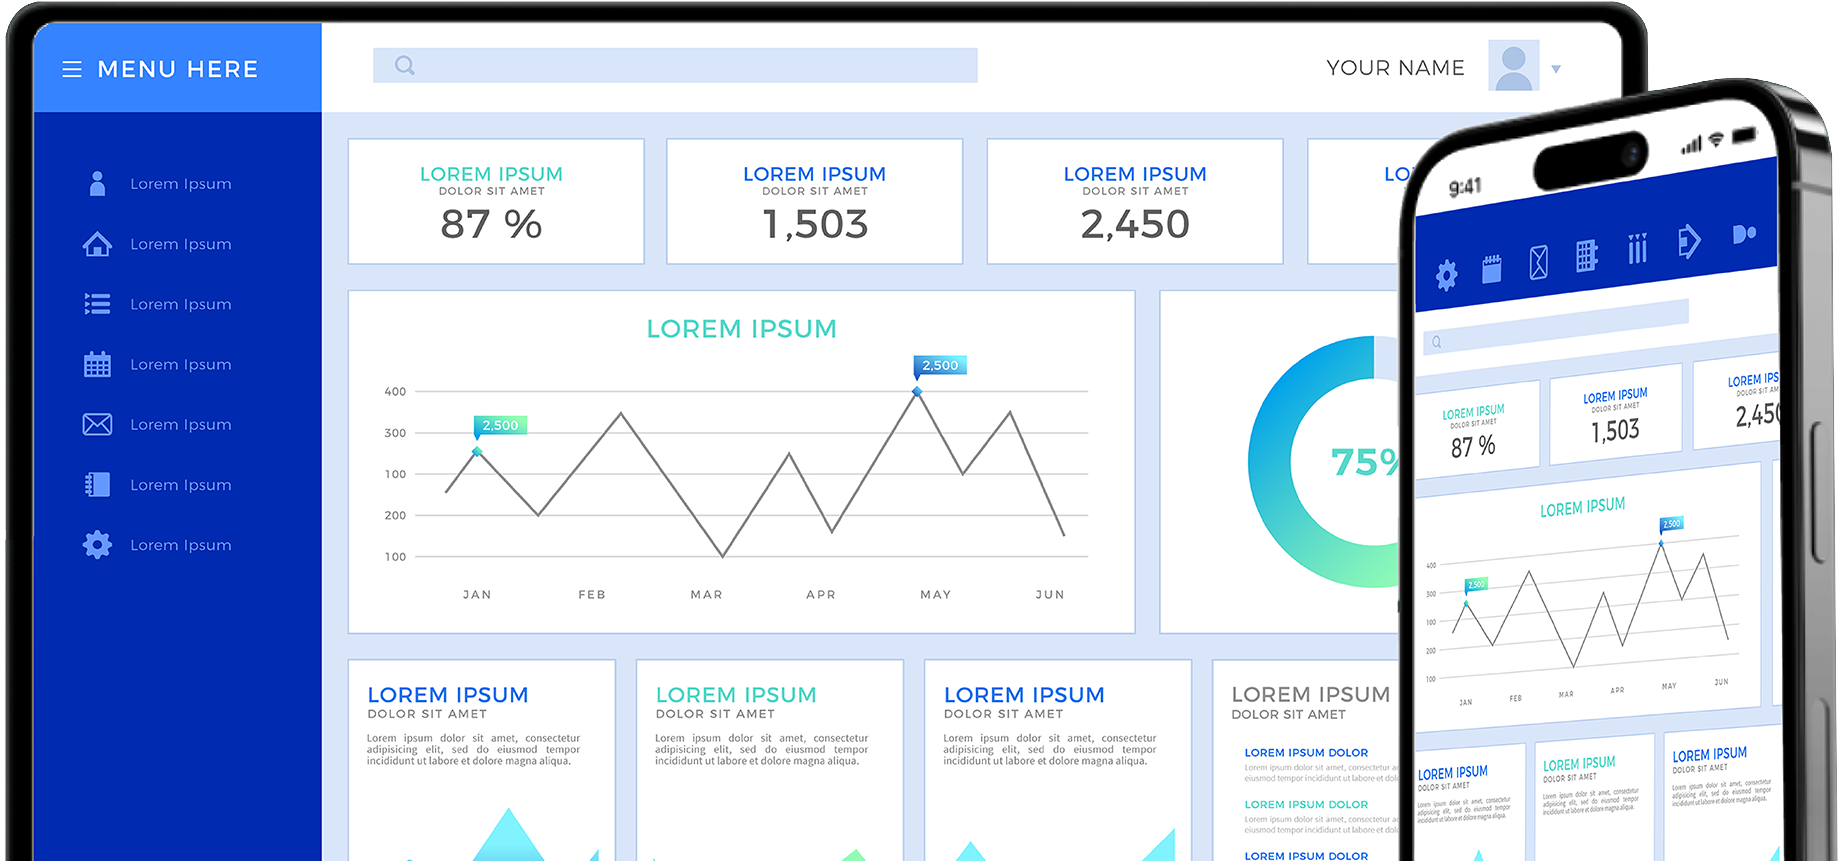 MENU HERE
YOUR NAME
Lorem Ipsum
Lorem Ipsum
Lorem Ipsum
Lorem Ipsum
Lorem Ipsum
Lorem Ipsum
Lorem Ipsum
LOREM IPSUM
DOLOR SIT AMET
87 %
LOREM IPSUM
DOLOR SIT AMET
1,503
LOREM IPSUM
DOLOR SIT AMET
2,450
LO
LOREM IPSUM
2,500
2,500
400
300
100
200
100
JAN FEB MAR APR MAY JUN
75%
LOREM IPSUM
DOLOR SIT AMET
Lorem ipsum dolor sit amet, consectetur
adipisicing elit, sed do eiusmod tempor
incididunt ut labore et dolore magna aliqua.
LOREM IPSUM
DOLOR SIT AMET
Lorem ipsum dolor sit amet, consectetur
adipisicing elit, sed do eiusmod tempor
incididunt ut labore et dolore magna aliqua.
LOREM IPSUM
DOLOR SIT AMET
Lorem ipsum dolor sit amet, consectetur
adipisicing elit, sed do eiusmod tempor
incididunt ut labore et dolore magna aliqua.
LOREM IPSUM
DOLOR SIT AMET
LOREM IPSUM DOLOR
Lorem ipsum dolor sit amet, consectetur
eiusmod tempor incididunt ut labore et dolo
LOREM IPSUM DOLOR
Lorem ipsum dolor sit amet, consectetur
eiusmod tempor incididunt ut labore et dolo
LOREM IPSUM DOLOR
9:41
LOREM IPSUM
DOLOR SIT AMET
87 %
LOREM IPSUM
DOLOR SIT AMET
1,503
LOREM IPS
DOLOR SIT AME
2,450
LOREM IPSUM
2,500
2,500
400
300
100
200
100
JAN FEB MAR APR MAY JUN
LOREM IPSUM
DOLOR SIT AMET
Lorem ipsum dolor sit amet, consectetur
adipisicing elit, sed do eiusmod tempor
incididunt ut labore et dolore magna aliqua.
LOREM IPSUM
DOLOR SIT AMET
Lorem ipsum dolor sit amet, consectetur
adipisicing elit, sed do eiusmod tempor
incididunt ut labore et dolore magna aliqua.
LOREM IPSUM
DOLOR SIT AMET
Lorem ipsum dolor sit amet, consectetur
adipisicing elit, sed do eiusmod tempor
incididunt ut labore et dolore magna aliqua.